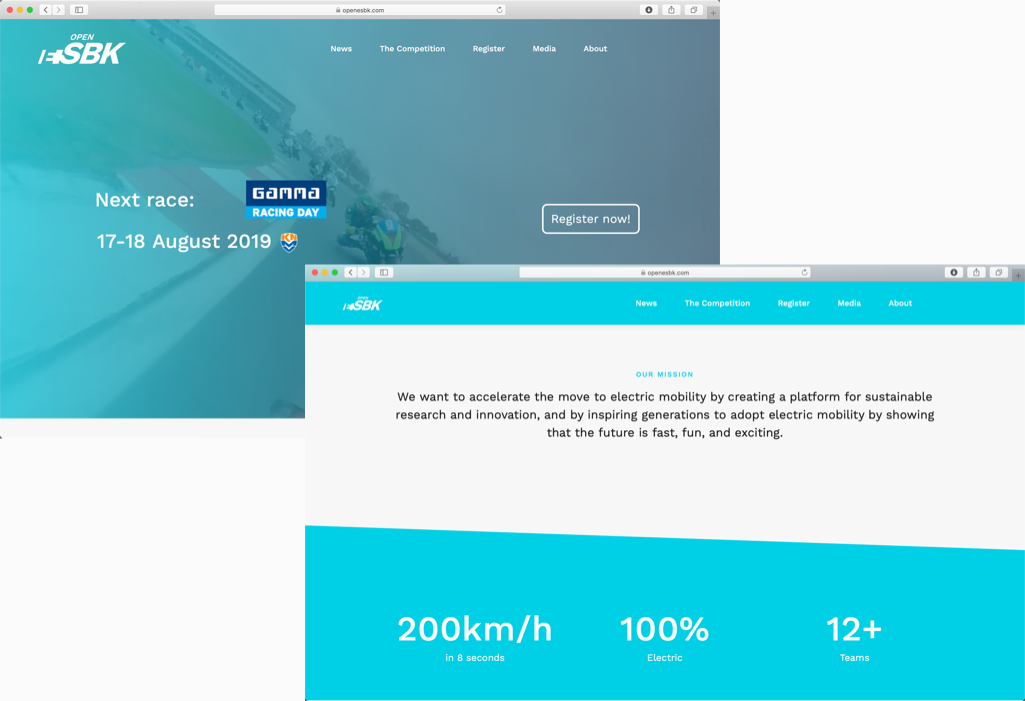 openesbk.com
OPEN
SBK
News
The Competition
Register
Media
About
Next race:
GAMMA
RACING DAY
Register now!
17-18 August 2019
openesbk.com
OPEN
SBK
News
The Competition
Register
Media
About
OUR MISSION
We want to accelerate the move to electric mobility by creating a platform for sustainable
research and innovation, and by inspiring generations to adopt electric mobility by showing
that the future is fast, fun, and exciting.
200km/h
100%
12+
in 8 seconds
Electric
Teams